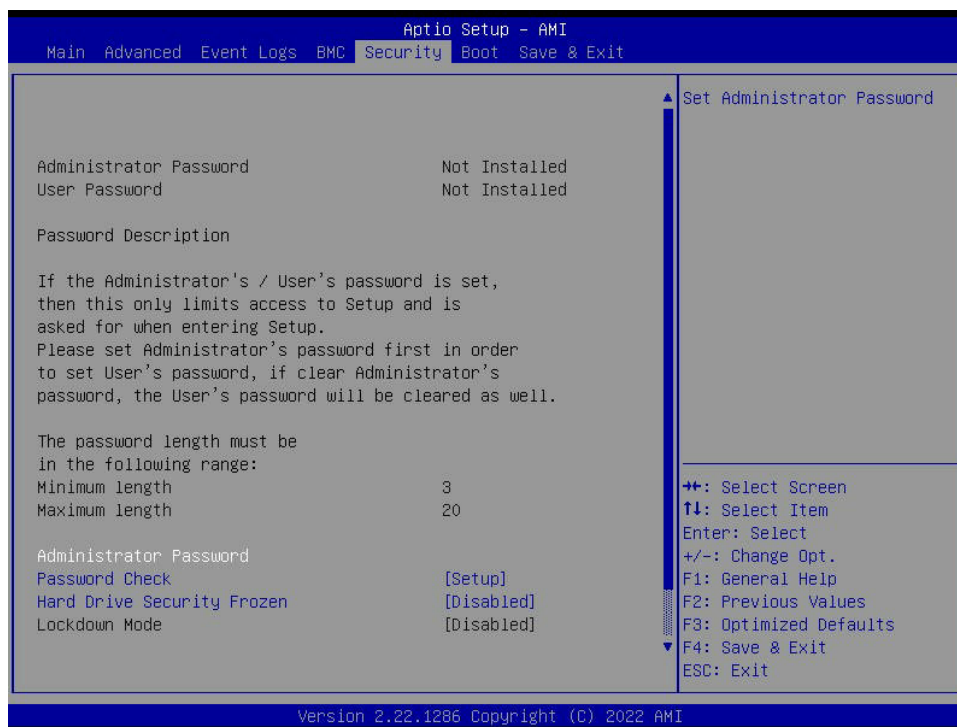 Aptio Setup – AMI
Main Advanced Event Logs BMC Security Boot Save & Exit
Set Administrator Password
Administrator Password Not Installed
User Password Not Installed
Password Description
If the Administrator's / User's password is set,
then this only limits access to Setup and is
asked for when entering Setup.
Please set Administrator's password first in order
to set User's password, if clear Administrator's
password, the User's password will be cleared as well.
The password length must be
in the following range:
Minimum length 3
Maximum length 20
Administrator Password
Password Check [Setup]
Hard Drive Security Frozen [Disabled]
Lockdown Mode [Disabled]
→←: Select Screen
↑↓: Select Item
Enter: Select
+/-: Change Opt.
F1: General Help
F2: Previous Values
F3: Optimized Defaults
F4: Save & Exit
ESC: Exit
Version 2.22.1286 Copyright (C) 2022 AMI